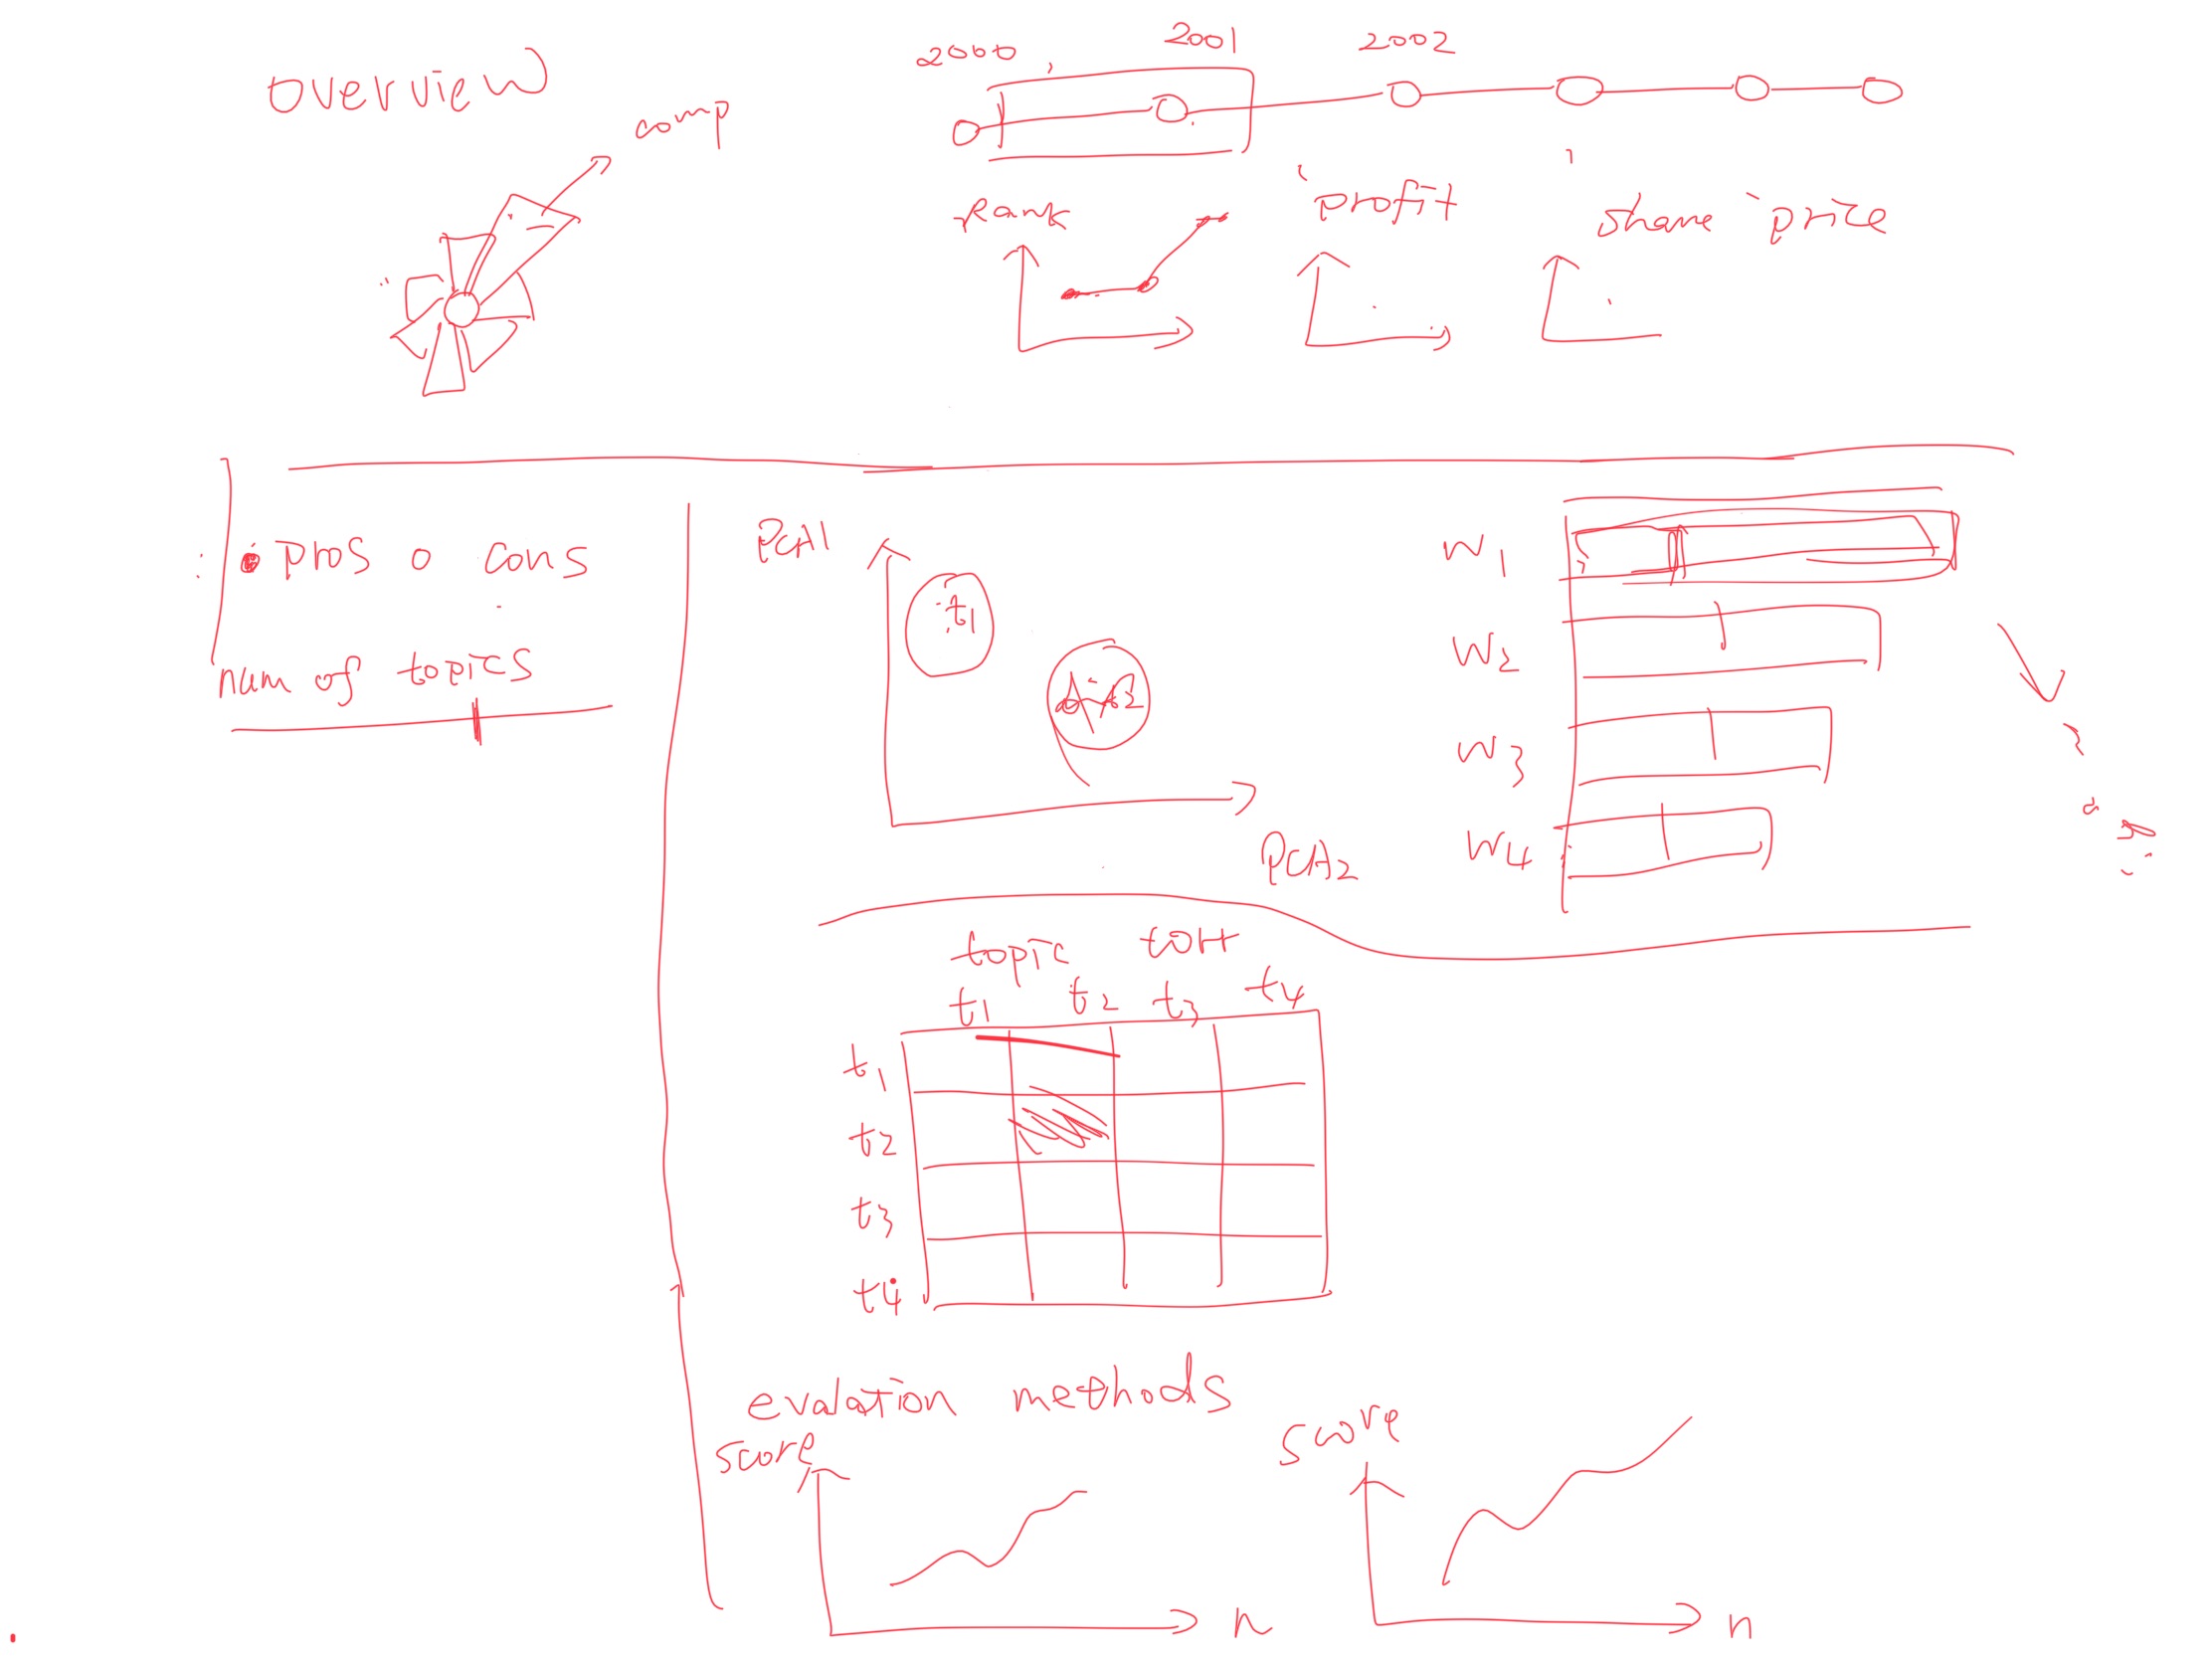 overview
comp
2000 2001 2002
Rank profit share price
pros cons
num of topics
PCA1
t1
PCA2
w1
w2
w3
w4
topic corr
t1 t2 t3 t4
t1
t2
t3
t4
evalation methods
score score
n n